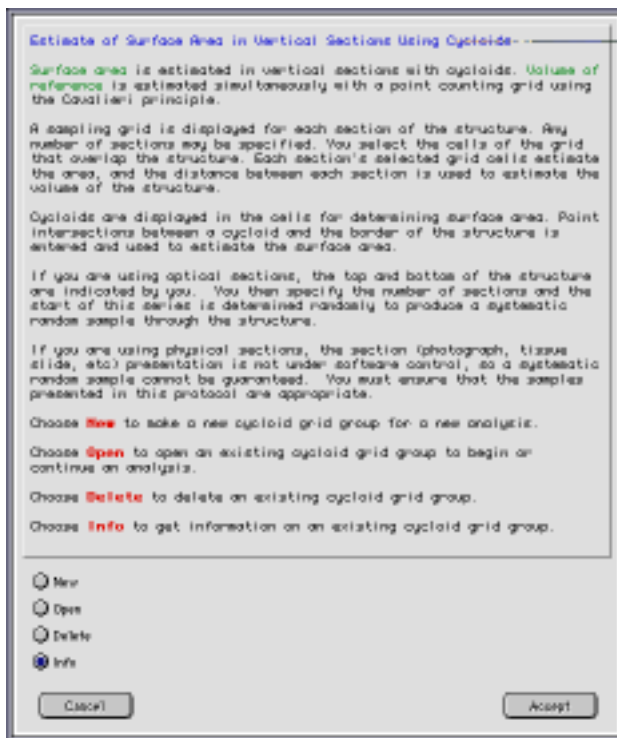 Estimate of Surface Area in Vertical Sections Using Cycloids
Surface area is estimated in vertical sections with cycloids. Volume of
reference is estimated simultaneously with a point counting grid using
the Cavalieri principle.
A sampling grid is displayed for each section of the structure. Any
number of sections may be specified. You select the cells of the grid
that overlap the structure. Each section's selected grid cells estimate
the area, and the distance between each section is used to estimate the
volume of the structure.
Cycloids are displayed in the cells for determining surface area. Point
intersections between a cycloid and the border of the structure is
entered and used to estimate the surface area.
If you are using optical sections, the top and bottom of the structure
are indicated by you. You then specify the number of sections and the
start of this series is determined randomly to produce a systematic
random sample through the structure.
If you are using physical sections, the section (photograph, tissue
slide, etc) presentation is not under software control, so a systematic
random sample cannot be guaranteed. You must ensure that the samples
presented in this protocol are appropriate.
Choose New to make a new cycloid grid group for a new analysis.
Choose Open to open an existing cycloid grid group to begin or
continue an analysis.
Choose Delete to delete an existing cycloid grid group.
Choose Info to get information on an existing cycloid grid group.
New
Open
Delete
Info
Cancel Accept